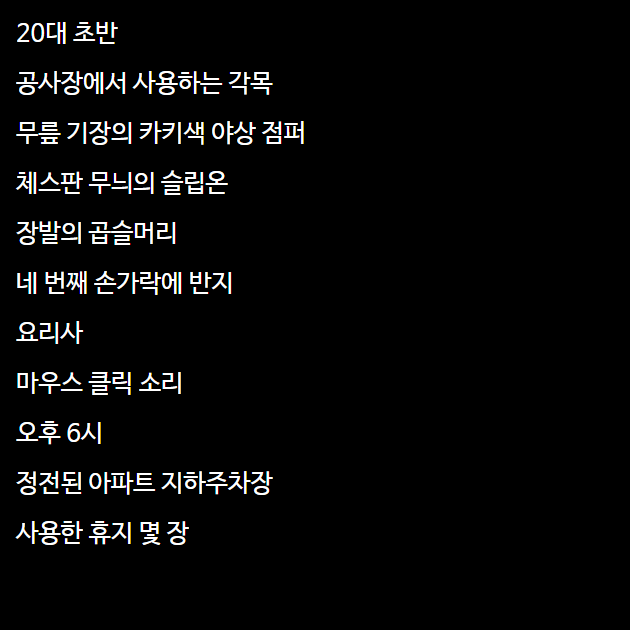 20대 초반
공사장에서 사용하는 각목
무릎 기장의 카키색 야상 점퍼
체스판 무늬의 슬립온
장발의 곱슬머리
네 번째 손가락에 반지
요리사
마우스 클릭 소리
오후 6시
정전된 아파트 지하주차장
사용한 휴지 몇 장